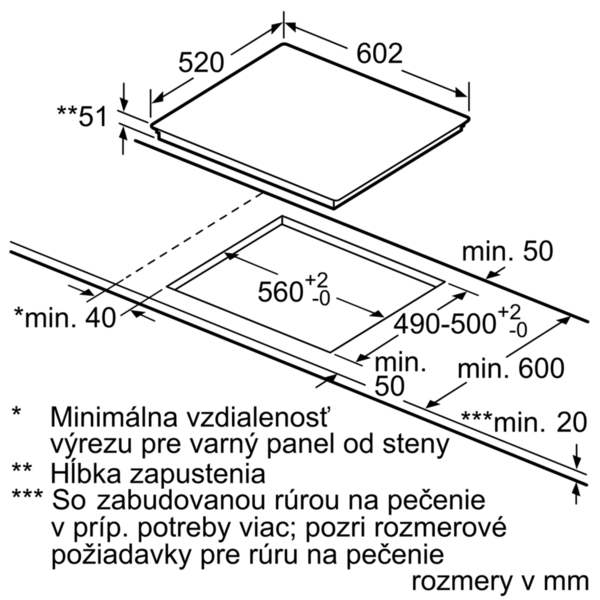 520
602
**51
min. 50
560 +2 -0
*min. 40
490-500 +2 -0
min. 50
min. 600
***min. 20
* Minimálna vzdialenosť
výrezu pre varný panel od steny
** Hĺbka zapustenia
*** So zabudovanou rúrou na pečenie
v príp. potreby viac; pozri rozmerové
požiadavky pre rúru na pečenie
rozmery v mm